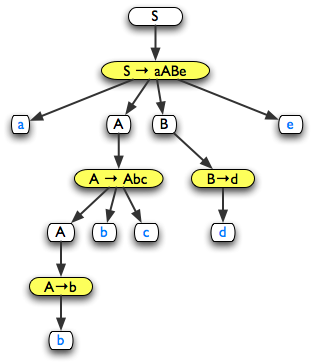 S
S → aABe
a A B e
A → Abc B→d
A b c d
A→b
b